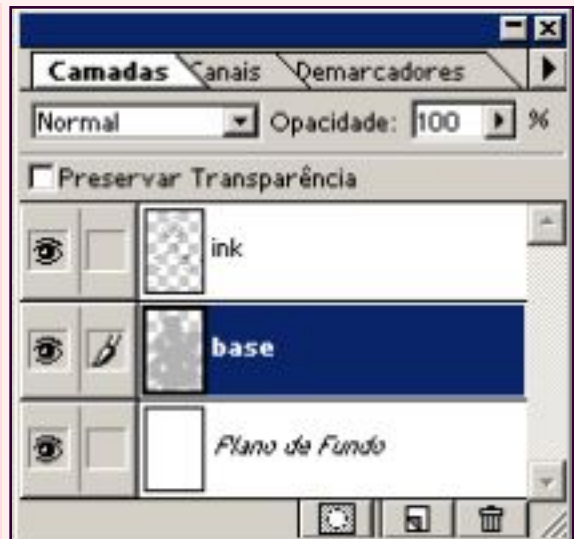 Camadas Canais Demarcadores
Normal Opacidade: 100 %
Preservar Transparência
ink
base
Plano de Fundo